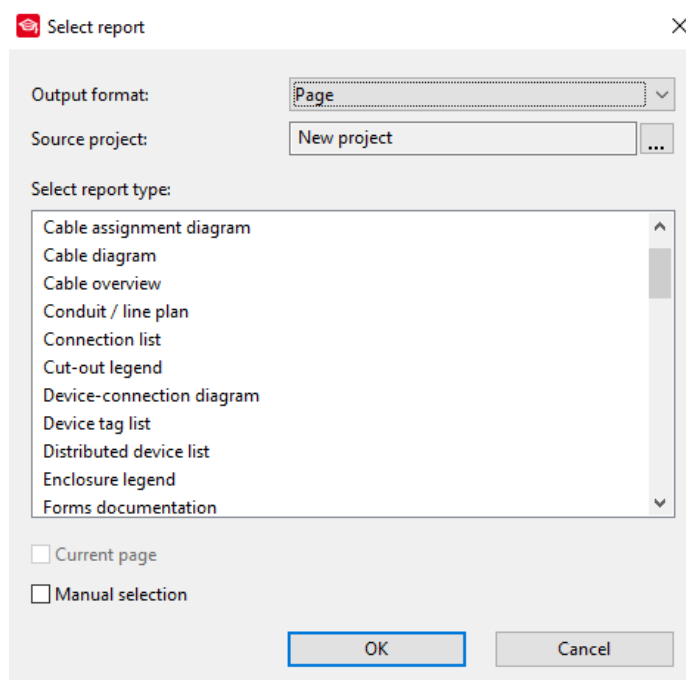 Select report
Output format: Page
Source project: New project ...
Select report type:
Cable assignment diagram
Cable diagram
Cable overview
Conduit / line plan
Connection list
Cut-out legend
Device-connection diagram
Device tag list
Distributed device list
Enclosure legend
Forms documentation
Current page
Manual selection
OK Cancel